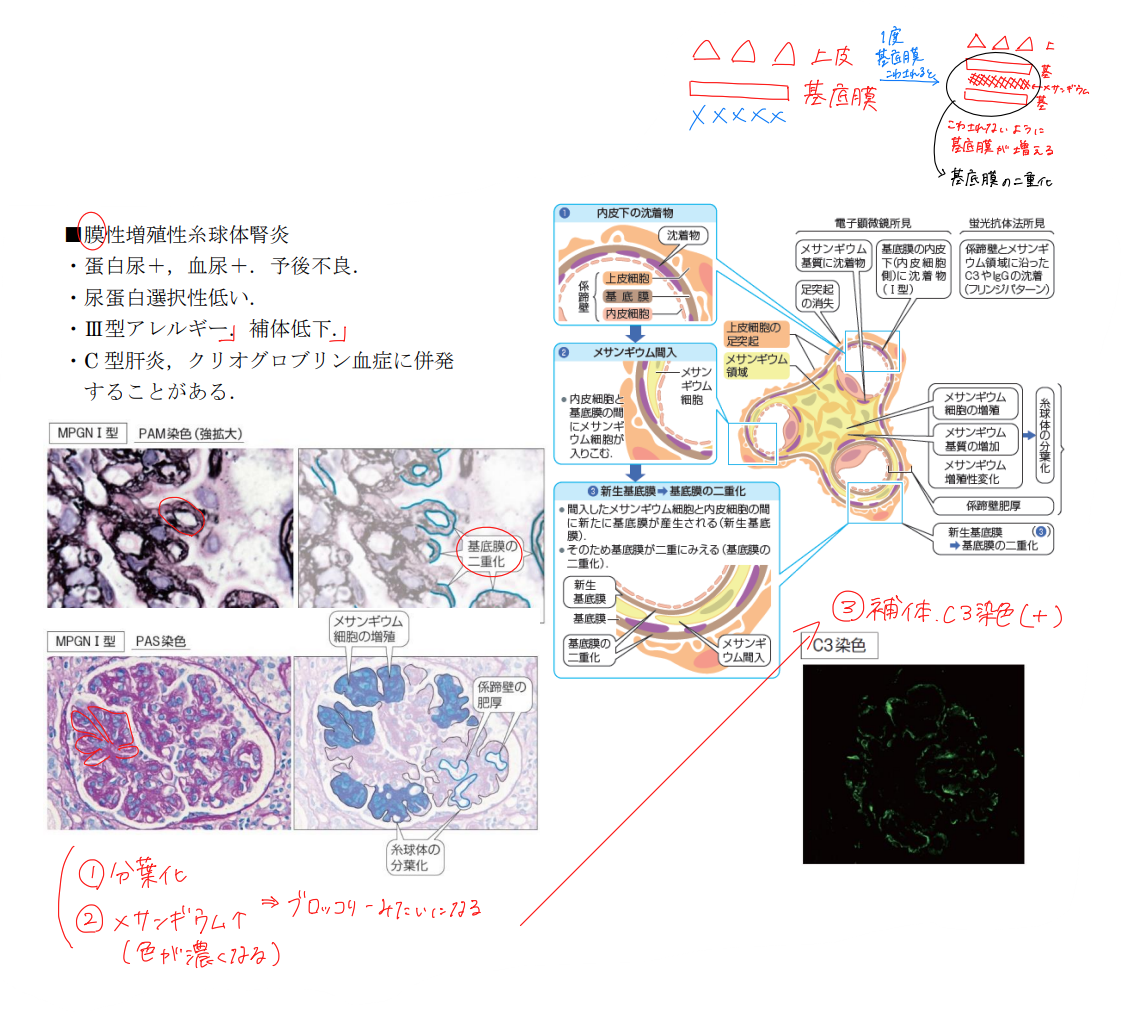 上皮
基底膜
1度
基底膜
こわされると
上
基
メサンギウム
基
こわされないように
基底膜が増える
基底膜の二重化
■膜性増殖性糸球体腎炎
・蛋白尿＋，血尿＋．予後不良．
・尿蛋白選択性低い．
・Ⅲ型アレルギー．補体低下．
・C 型肝炎，クリオグロブリン血症に併発
することがある．
MPGN I 型
PAM染色（強拡大）
基底膜の
二重化
MPGN I 型
PAS染色
メサンギウム
細胞の増殖
係蹄壁の
肥厚
糸球体の
分葉化
①分葉化
②メサンギウム↑
(色が濃くなる)
⇒ブロッコリーみたいになる
❶ 内皮下の沈着物
沈着物
係蹄壁
上皮細胞
基 底 膜
内皮細胞
❷ メサンギウム間入
メサン
ギウム
細胞
●内皮細胞と
基底膜の間
にメサンギ
ウム細胞が
入りこむ．
❸新生基底膜➡基底膜の二重化
●間入したメサンギウム細胞と内皮細胞の間
に新たに基底膜が産生される（新生基底
膜）．
●そのため基底膜が二重にみえる（基底膜の
二重化）．
新生
基底膜
基底膜
基底膜の
二重化
メサンギ
ウム間入
電子顕微鏡所見
蛍光抗体法所見
メサンギウム
基質に沈着物
基底膜の内皮
下（内皮細胞
側）に沈着物
（Ⅰ型）
係蹄壁とメサンギ
ウム領域に沿った
C3やIgGの沈着
（フリンジパターン）
足突起
の消失
上皮細胞の
足突起
メサンギウム
領域
メサンギウム
細胞の増殖
メサンギウム
基質の増加
メサンギウム
増殖性変化
糸球体の分葉化
係蹄壁肥厚
新生基底膜 （❸）
➡基底膜の二重化
③補体.C3染色(+)
C3染色